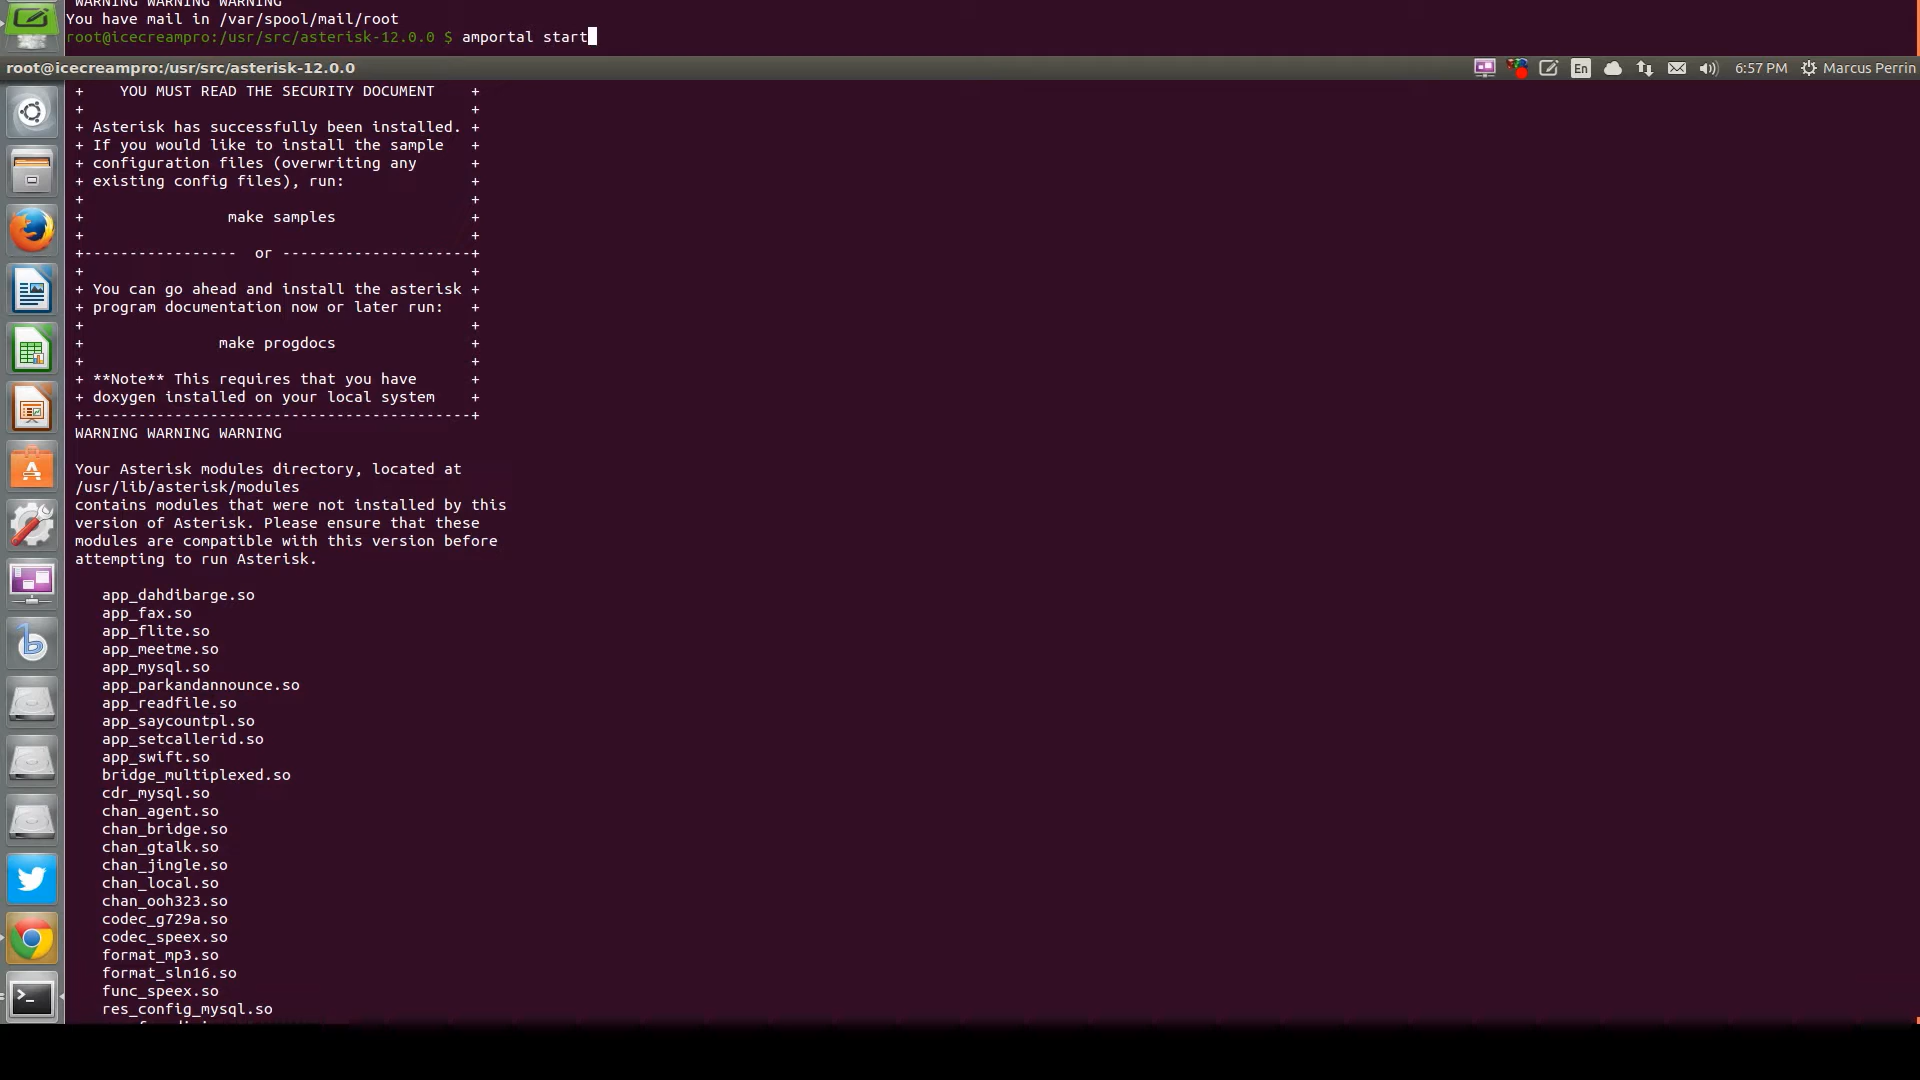 WARNING WARNING WARNING
You have mail in /var/spool/mail/root
root@icecreampro:/usr/src/asterisk-12.0.0 $ amportal start
root@icecreampro:/usr/src/asterisk-12.0.0
En
6:57 PM
Marcus Perrin
+    YOU MUST READ THE SECURITY DOCUMENT    +
+                                           +
+ Asterisk has successfully been installed. +
+ If you would like to install the sample   +
+ configuration files (overwriting any      +
+ existing config files), run:              +
+                                           +
+                make samples               +
+                                           +
+-----------------  or ---------------------+
+                                           +
+ You can go ahead and install the asterisk +
+ program documentation now or later run:   +
+                                           +
+               make progdocs               +
+                                           +
+ **Note** This requires that you have      +
+ doxygen installed on your local system    +
+-------------------------------------------+
WARNING WARNING WARNING
Your Asterisk modules directory, located at
/usr/lib/asterisk/modules
contains modules that were not installed by this
version of Asterisk. Please ensure that these
modules are compatible with this version before
attempting to run Asterisk.
app_dahdibarge.so
app_fax.so
app_flite.so
app_meetme.so
app_mysql.so
app_parkandannounce.so
app_readfile.so
app_saycountpl.so
app_setcallerid.so
app_swift.so
bridge_multiplexed.so
cdr_mysql.so
chan_agent.so
chan_bridge.so
chan_gtalk.so
chan_jingle.so
chan_local.so
chan_ooh323.so
codec_g729a.so
codec_speex.so
format_mp3.so
format_sln16.so
func_speex.so
res_config_mysql.so